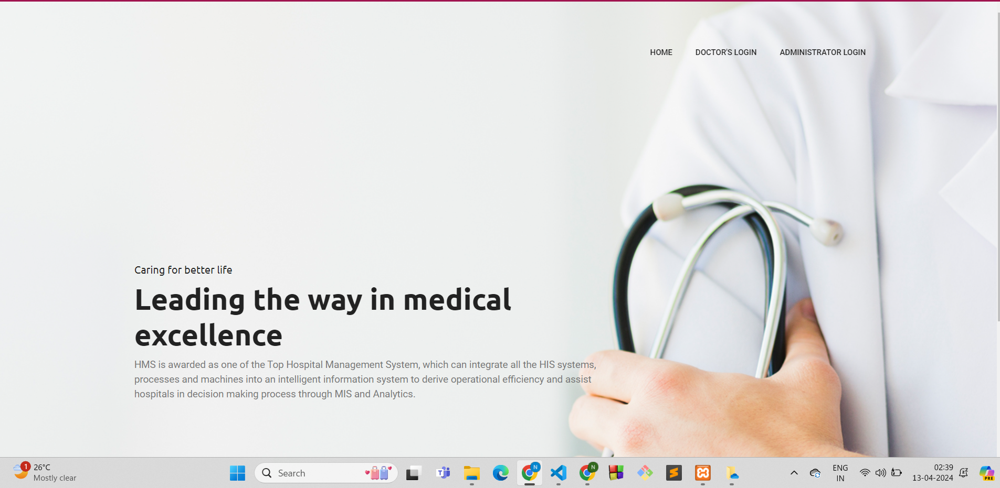 HOME DOCTOR'S LOGIN ADMINISTRATOR LOGIN
Caring for better life
Leading the way in medical
excellence
HMS is awarded as one of the Top Hospital Management System, which can integrate all the HIS systems,
processes and machines into an intelligent information system to derive operational efficiency and assist
hospitals in decision making process through MIS and Analytics.
1
26°C
Mostly clear
Search
T
N
N
ENG
IN
02:39
13-04-2024
PRE